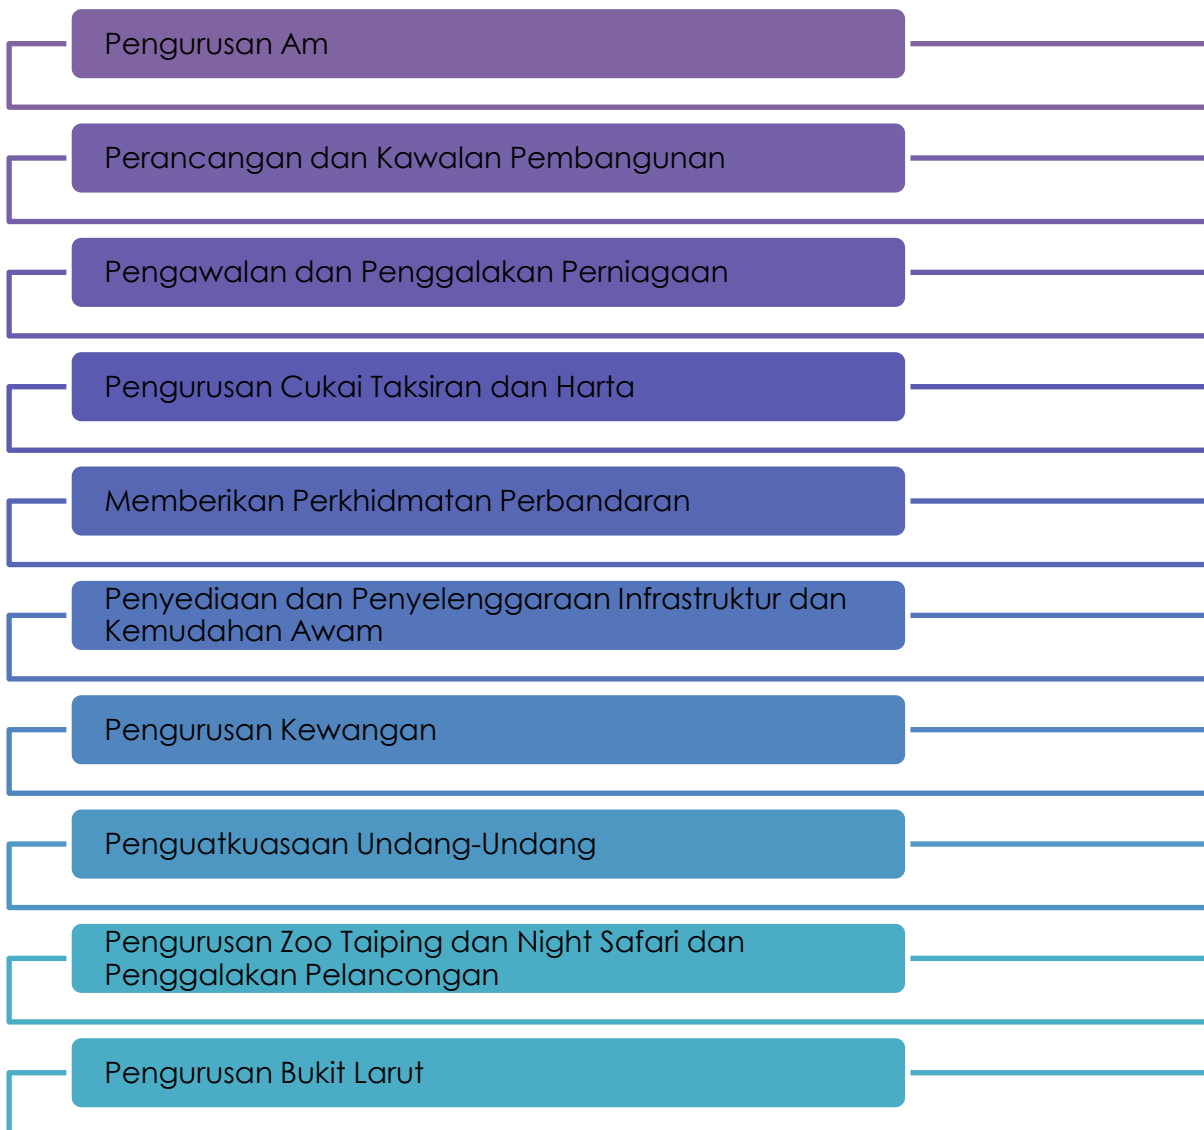 Pengurusan Am
Perancangan dan Kawalan Pembangunan
Pengawalan dan Penggalakan Perniagaan
Pengurusan Cukai Taksiran dan Harta
Memberikan Perkhidmatan Perbandaran
Penyediaan dan Penyelenggaraan Infrastruktur dan
Kemudahan Awam
Pengurusan Kewangan
Penguatkuasaan Undang-Undang
Pengurusan Zoo Taiping dan Night Safari dan
Penggalakan Pelancongan
Pengurusan Bukit Larut